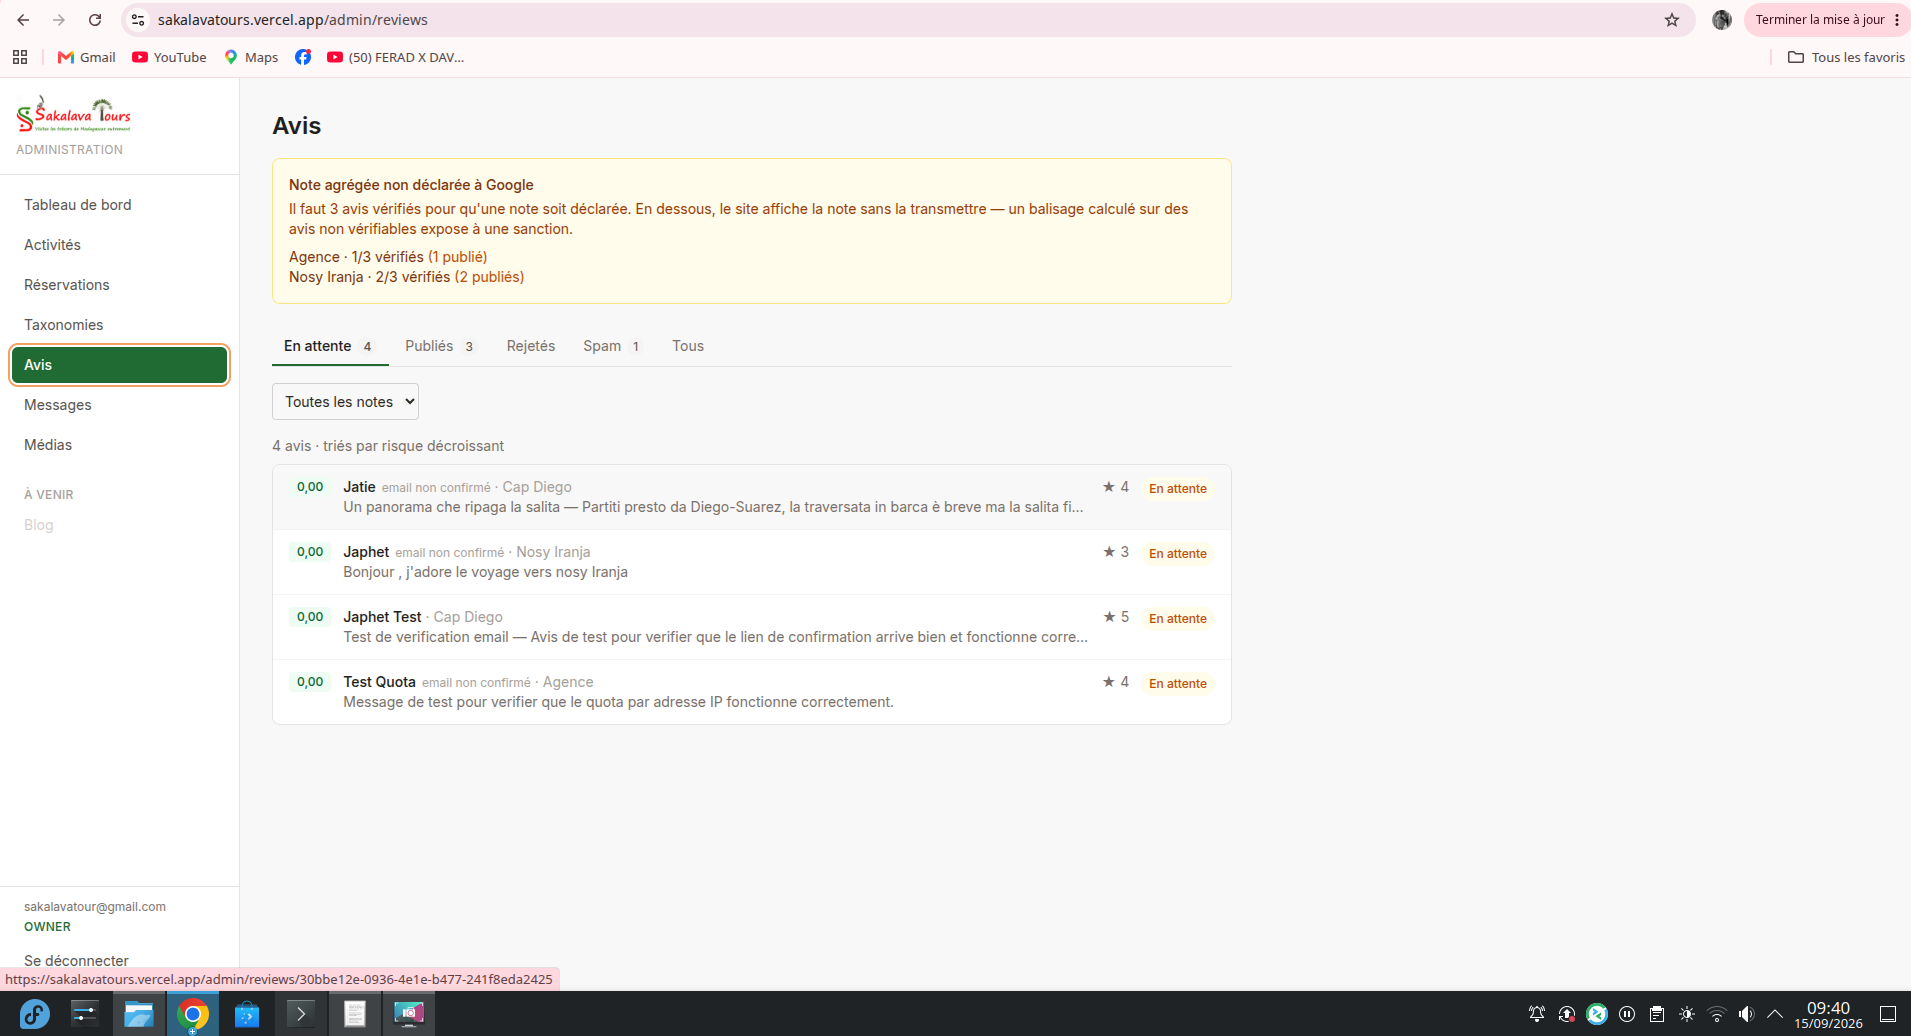 sakalavatours.vercel.app/admin/reviews
Terminer la mise à jour
Gmail
YouTube
Maps
(50) FERAD X DAV...
Tous les favoris
Sakalava Tours
Visitez les trésors de Madagascar autrement
ADMINISTRATION
Tableau de bord
Activités
Réservations
Taxonomies
Avis
Messages
Médias
À VENIR
Blog
sakalavatour@gmail.com
OWNER
Se déconnecter
Avis
Note agrégée non déclarée à Google
Il faut 3 avis vérifiés pour qu'une note soit déclarée. En dessous, le site affiche la note sans la transmettre — un balisage calculé sur des
avis non vérifiables expose à une sanction.
Agence · 1/3 vérifiés (1 publié)
Nosy Iranja · 2/3 vérifiés (2 publiés)
En attente 4 Publiés 3 Rejetés Spam 1 Tous
Toutes les notes
4 avis · triés par risque décroissant
0,00 Jatie email non confirmé · Cap Diego ★ 4 En attente
Un panorama che ripaga la salita — Partiti presto da Diego-Suarez, la traversata in barca è breve ma la salita fi...
0,00 Japhet email non confirmé · Nosy Iranja ★ 3 En attente
Bonjour , j'adore le voyage vers nosy Iranja
0,00 Japhet Test · Cap Diego ★ 5 En attente
Test de verification email — Avis de test pour verifier que le lien de confirmation arrive bien et fonctionne corre...
0,00 Test Quota email non confirmé · Agence ★ 4 En attente
Message de test pour verifier que le quota par adresse IP fonctionne correctement.
https://sakalavatours.vercel.app/admin/reviews/30bbe12e-0936-4e1e-b477-241f8eda2425
09:40
15/09/2026